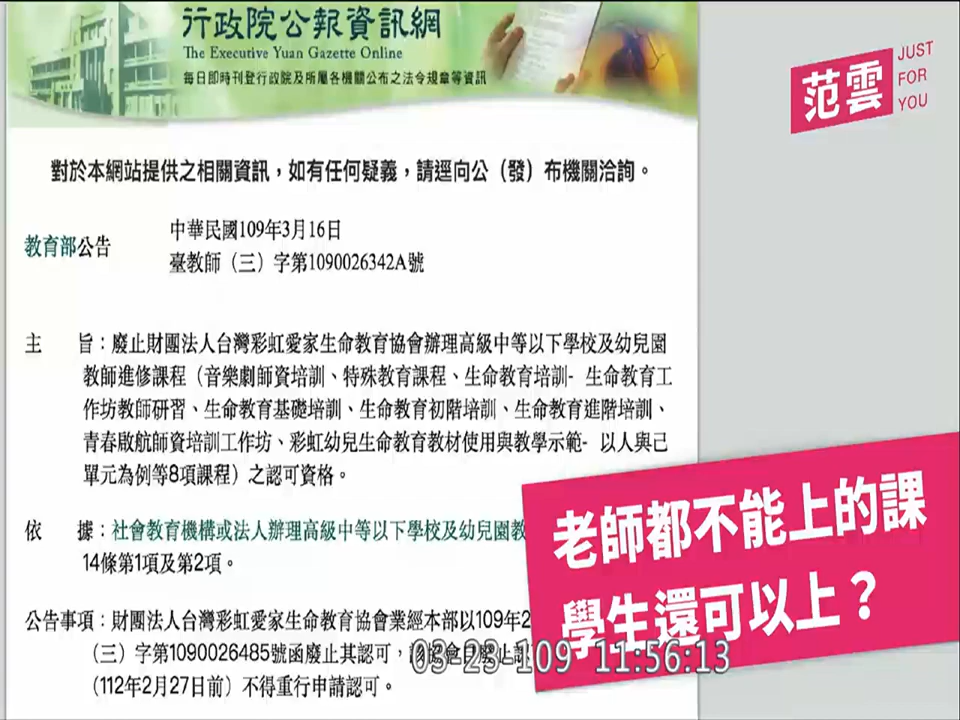 行政院公報資訊網
The Executive Yuan Gazette Online
每日即時刊登行政院及所屬各機關公布之法令規章等資訊
范雲
JUST
FOR
YOU
對於本網站提供之相關資訊，如有任何疑義，請逕向公（發）布機關洽詢。
教育部公告
中華民國109年3月16日
臺教師（三）字第1090026342A號
主 旨：廢止財團法人台灣彩虹愛家生命教育協會辦理高級中等以下學校及幼兒園
教師進修課程（音樂劇師資培訓、特殊教育課程、生命教育培訓- 生命教育工
作坊教師研習、生命教育基礎培訓、生命教育初階培訓、生命教育進階培訓、
青春啟航師資培訓工作坊、彩虹幼兒生命教育教材使用與教學示範- 以人與己
單元為例等8項課程）之認可資格。
依 據：社會教育機構或法人辦理高級中等以下學校及幼兒園教
14條第1項及第2項。
公告事項：財團法人台灣彩虹愛家生命教育協會業經本部以109年2
（三）字第1090026485號函廢止其認可，
（112年2月27日前）不得重行申請認可。
老師都不能上的課
學生還可以上？
03-23-109 11:56:13